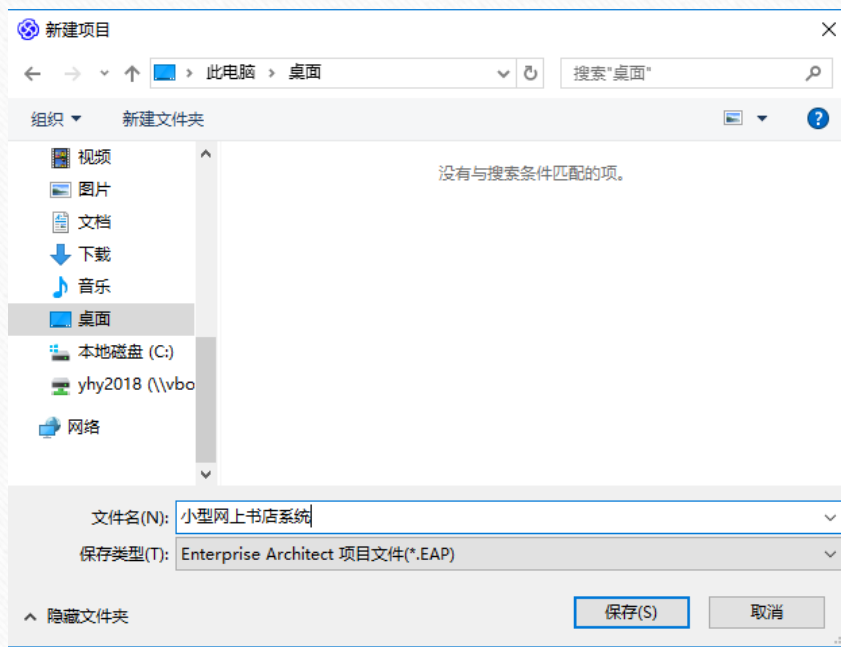 新建项目
此电脑 › 桌面
搜索"桌面"
组织
新建文件夹
视频
图片
文档
下载
音乐
桌面
本地磁盘 (C:)
yhy2018 (\\vbo
网络
没有与搜索条件匹配的项。
文件名(N): 小型网上书店系统
保存类型(T): Enterprise Architect 项目文件(*.EAP)
隐藏文件夹
保存(S)
取消